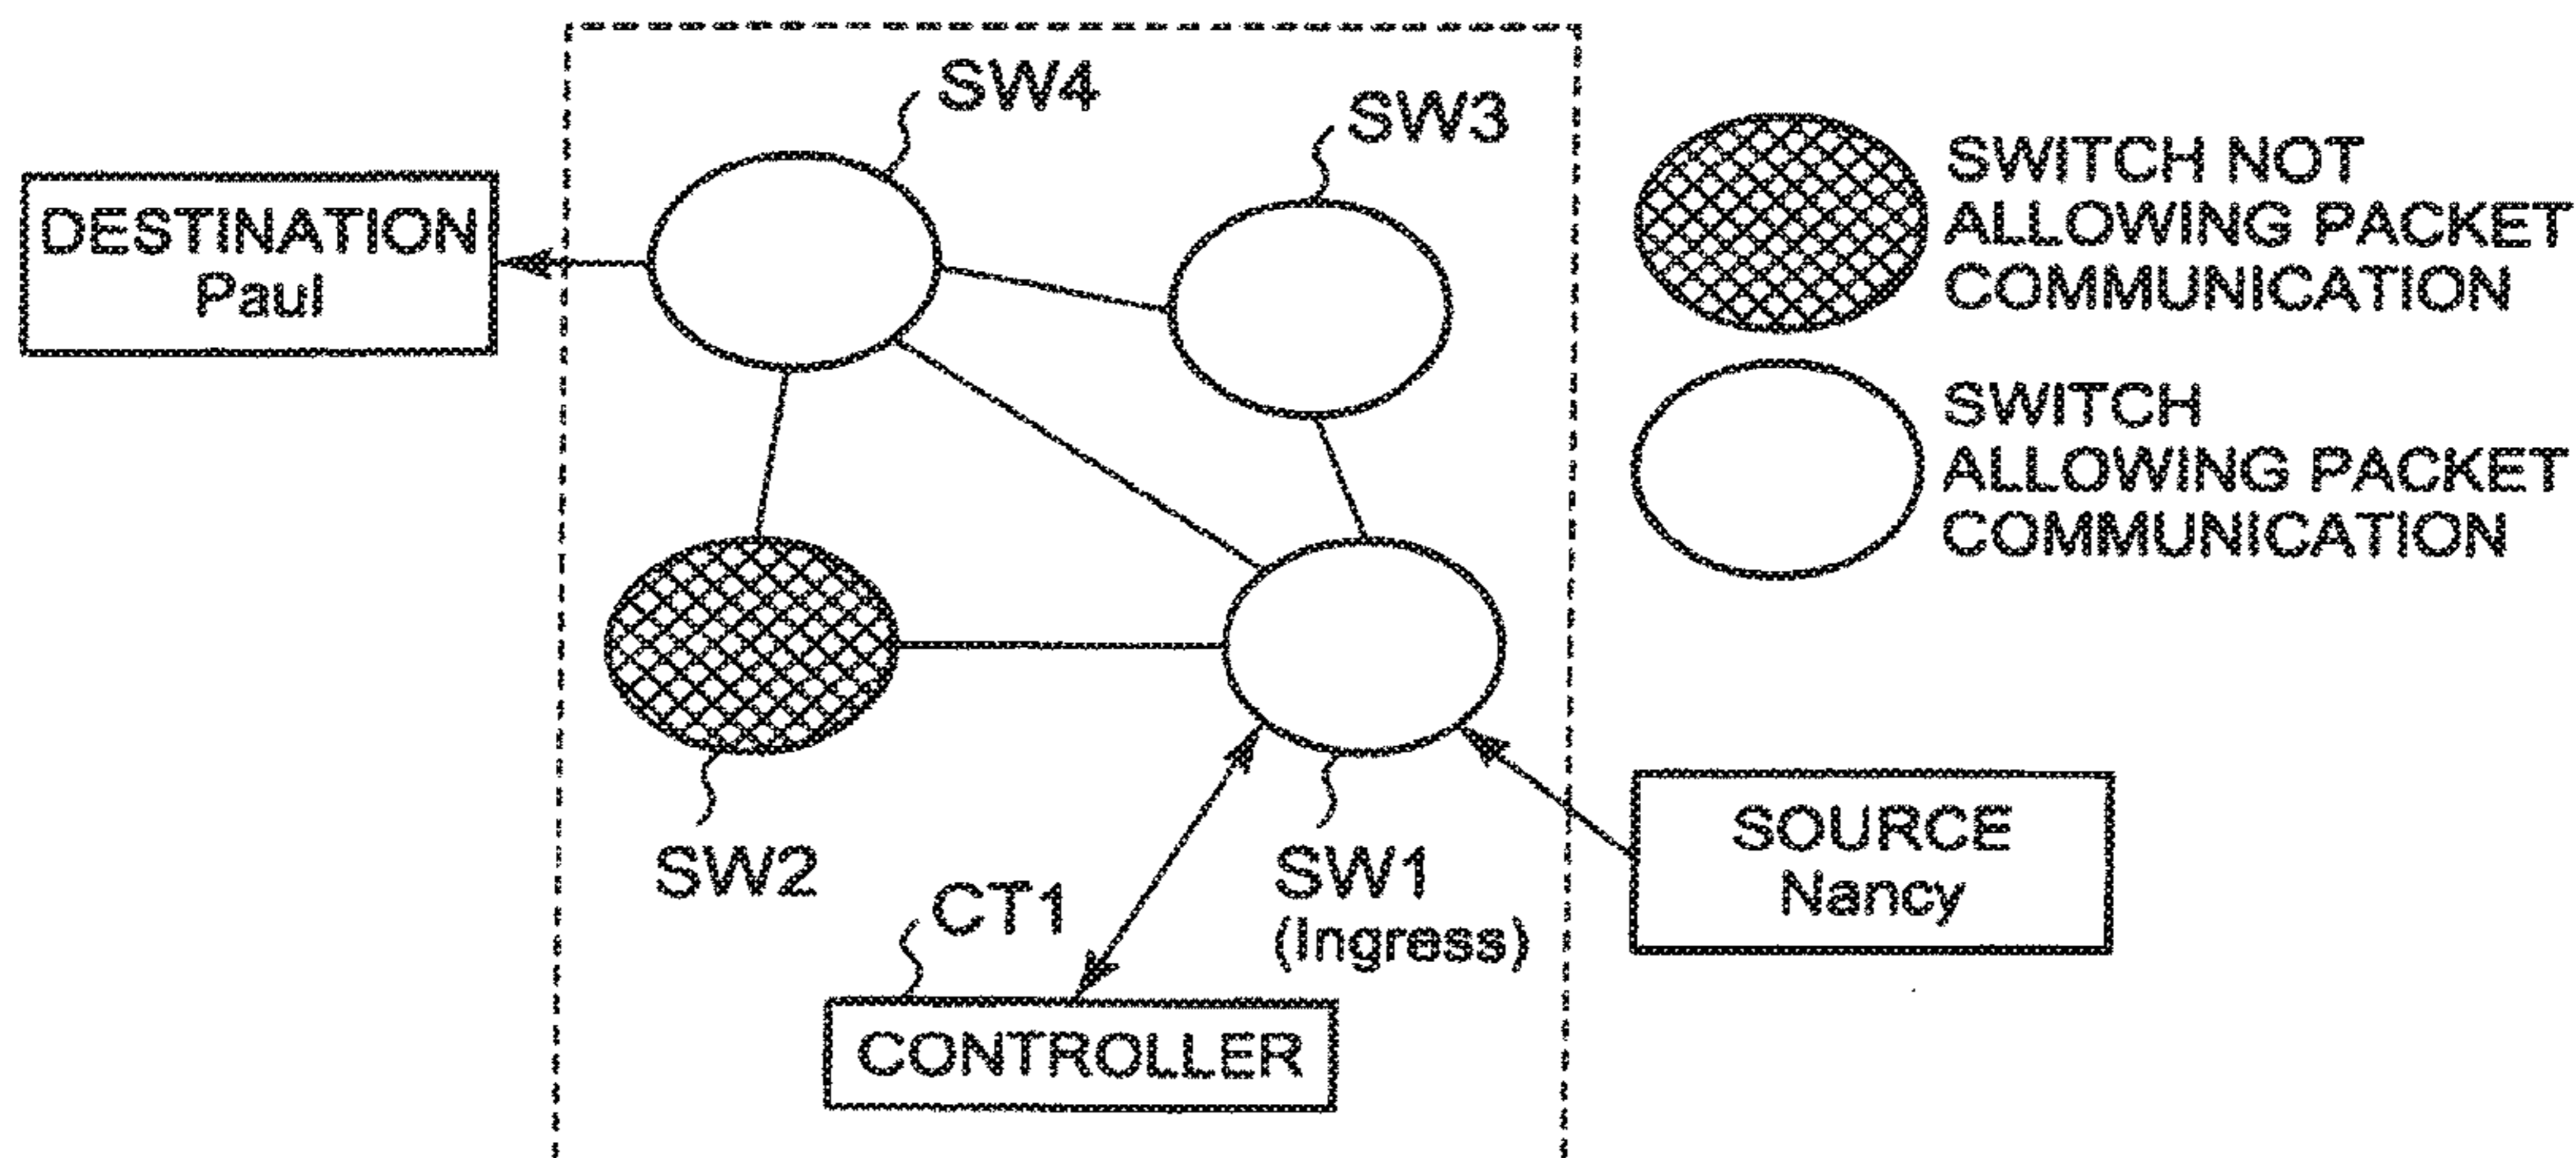 SW4
SW3
DESTINATION
Paul
SWITCH NOT
ALLOWING PACKET
COMMUNICATION
SWITCH
ALLOWING PACKET
COMMUNICATION
SW2
SW1
(Ingress)
CT1
CONTROLLER
SOURCE
Nancy